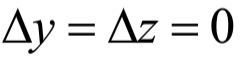 Δy = Δz = 0